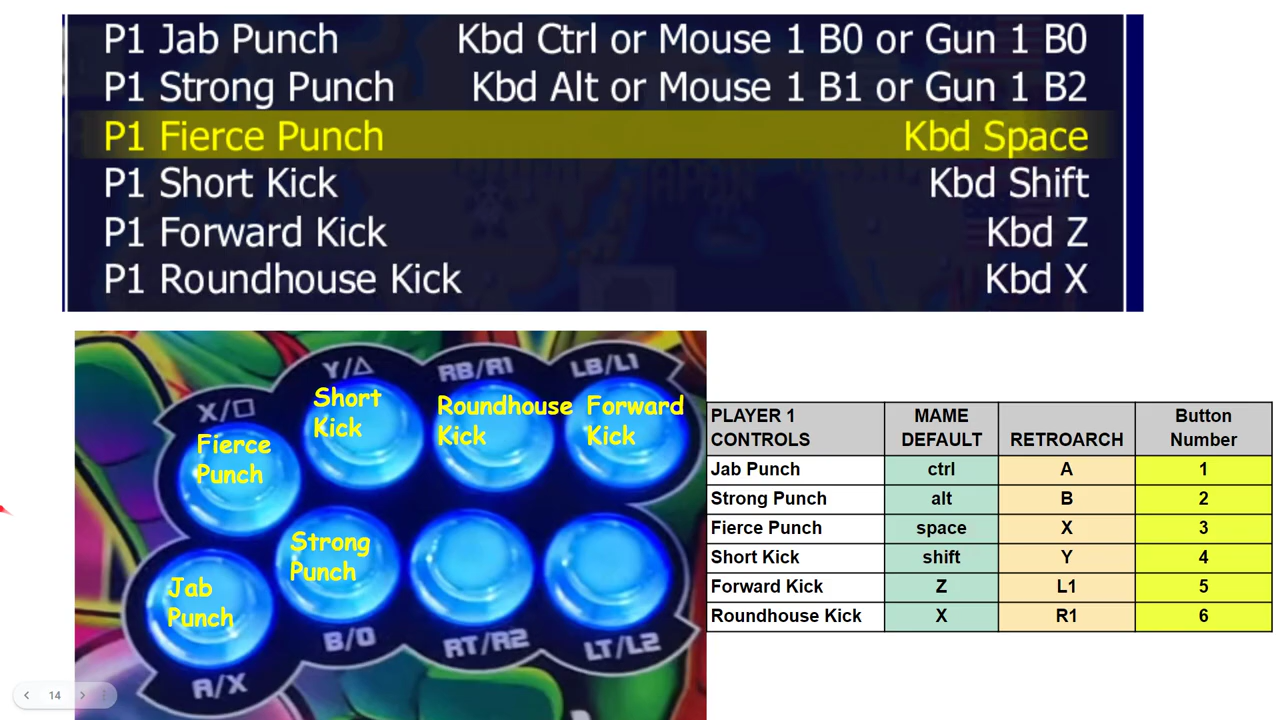 P1 Jab Punch Kbd Ctrl or Mouse 1 B0 or Gun 1 B0
P1 Strong Punch Kbd Alt or Mouse 1 B1 or Gun 1 B2
P1 Fierce Punch Kbd Space
P1 Short Kick Kbd Shift
P1 Forward Kick Kbd Z
P1 Roundhouse Kick Kbd X
Y/△ RB/R1 LB/L1
X/□
Short
Kick
Roundhouse
Kick
Forward
Kick
Fierce
Punch
Strong
Punch
Jab
Punch
B/O RT/R2 LT/L2
A/X
PLAYER 1
CONTROLS
MAME
DEFAULT
RETROARCH
Button
Number
Jab Punch ctrl A 1
Strong Punch alt B 2
Fierce Punch space X 3
Short Kick shift Y 4
Forward Kick Z L1 5
Roundhouse Kick X R1 6
14